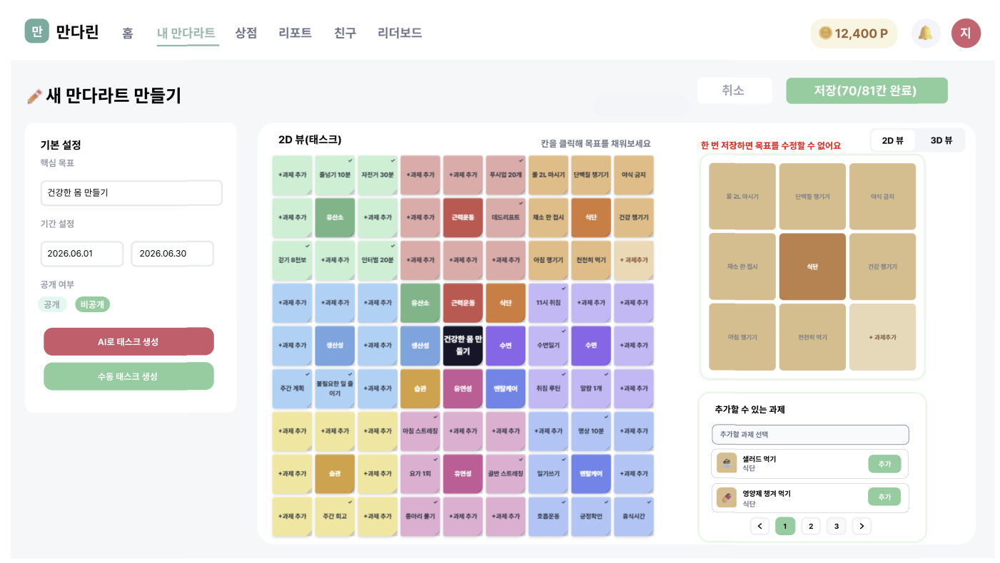 만 만다린 홈 내 만다라트 상점 리포트 친구 리더보드 12,400 P 지
새 만다라트 만들기 취소 저장(70/81칸 완료)
기본 설정
핵심 목표
건강한 몸 만들기
기간 설정
2026.06.01 2026.06.30
공개 여부
공개 비공개
AI로 태스크 생성
수동 태스크 생성
2D 뷰(태스크) 칸을 클릭해 목표를 채워보세요
+과제 추가 줄넘기 10분 자전거 30분 +과제 추가 +과제 추가 푸시업 20개 물 2L 마시기 단백질 챙기기 야식 금지
+과제 추가 유산소 +과제 추가 +과제 추가 근력운동 데드리프트 채소 한 접시 식단 건강 챙기기
걷기 8천보 +과제 추가 인터벌 20분 +과제 추가 +과제 추가 +과제 추가 아침 챙기기 천천히 먹기 + 과제추가
+과제 추가 +과제 추가 +과제 추가 유산소 근력운동 식단 11시 취침 +과제 추가 +과제 추가
+과제 추가 생산성 +과제 추가 생산성 건강한 몸 만
들기 수면 수면일기 수면 +과제 추가
주간 계획 불필요한 일 줄
이기 +과제 추가 습관 유연성 멘탈케어 취침 루틴 알람 1개 +과제 추가
+과제 추가 +과제 추가 +과제 추가 아침 스트레칭 +과제 추가 +과제 추가 +과제 추가 명상 10분 +과제 추가
+과제 추가 습관 +과제 추가 요가 1회 유연성 골반 스트레칭 일기쓰기 멘탈케어 +과제 추가
+과제 추가 주간 회고 +과제 추가 종아리 풀기 +과제 추가 +과제 추가 호흡운동 긍정확언 휴식시간
한 번 저장하면 목표를 수정할 수 없어요 2D 뷰 3D 뷰
물 2L 마시기 단백질 챙기기 야식 금지
채소 한 접시 식단 건강 챙기기
아침 챙기기 천천히 먹기 + 과제추가
추가할 수 있는 과제
추가할 과제 선택
샐러드 먹기
식단
추가
영양제 챙겨 먹기
식단
추가
< 1 2 3 >